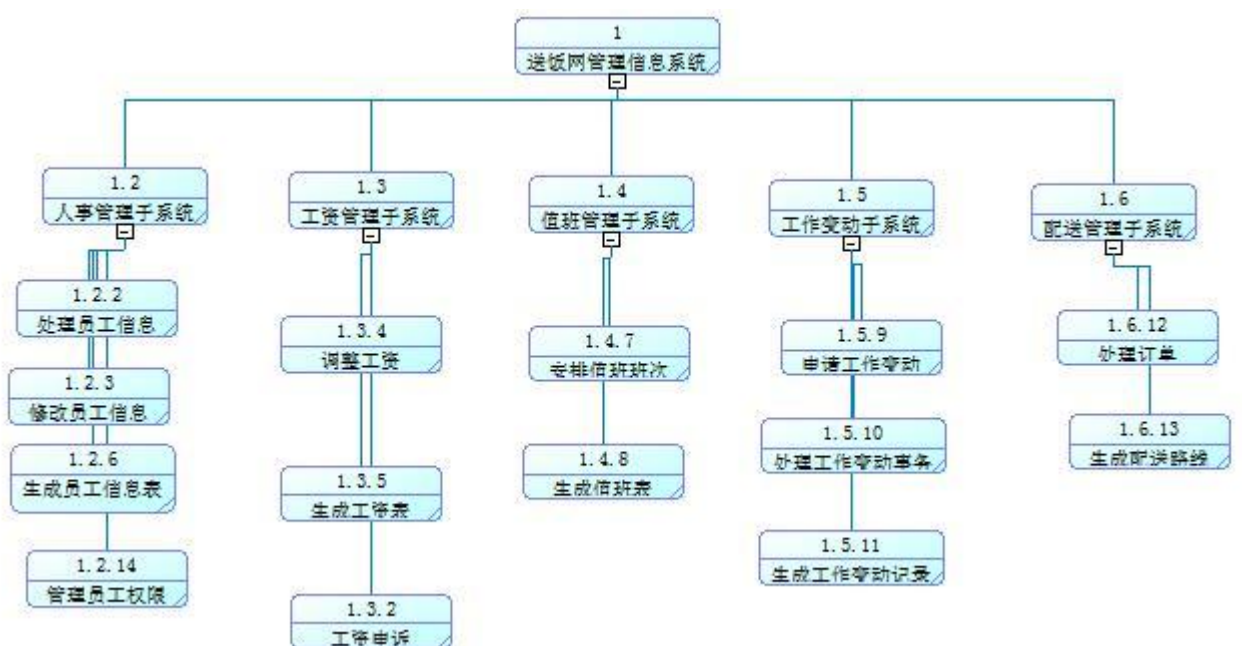 1
送饭网管理信息系统
1.2
人事管理子系统
1.3
工资管理子系统
1.4
值班管理子系统
1.5
工作变动子系统
1.6
配送管理子系统
1.2.2
处理员工信息
1.2.3
修改员工信息
1.2.6
生成员工信息表
1.2.14
管理员工权限
1.3.4
调整工资
1.3.5
生成工资表
1.3.2
工资申诉
1.4.7
安排值班班次
1.4.8
生成值班表
1.5.9
申请工作变动
1.5.10
处理工作变动事务
1.5.11
生成工作变动记录
1.6.12
处理订单
1.6.13
生成配送路线